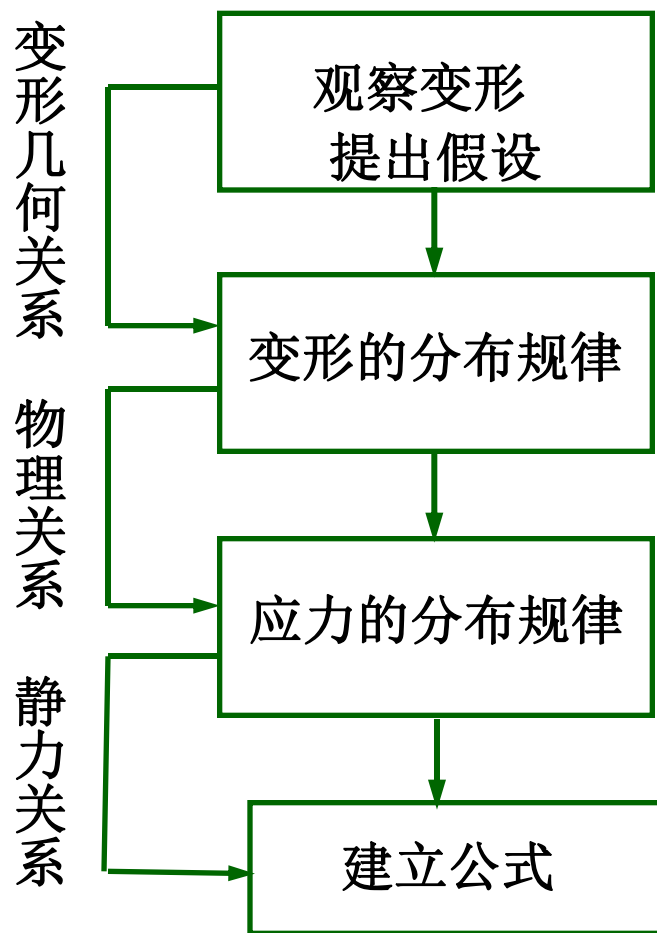 变形几何关系
观察变形
提出假设
变形的分布规律
物理关系
应力的分布规律
静力关系
建立公式